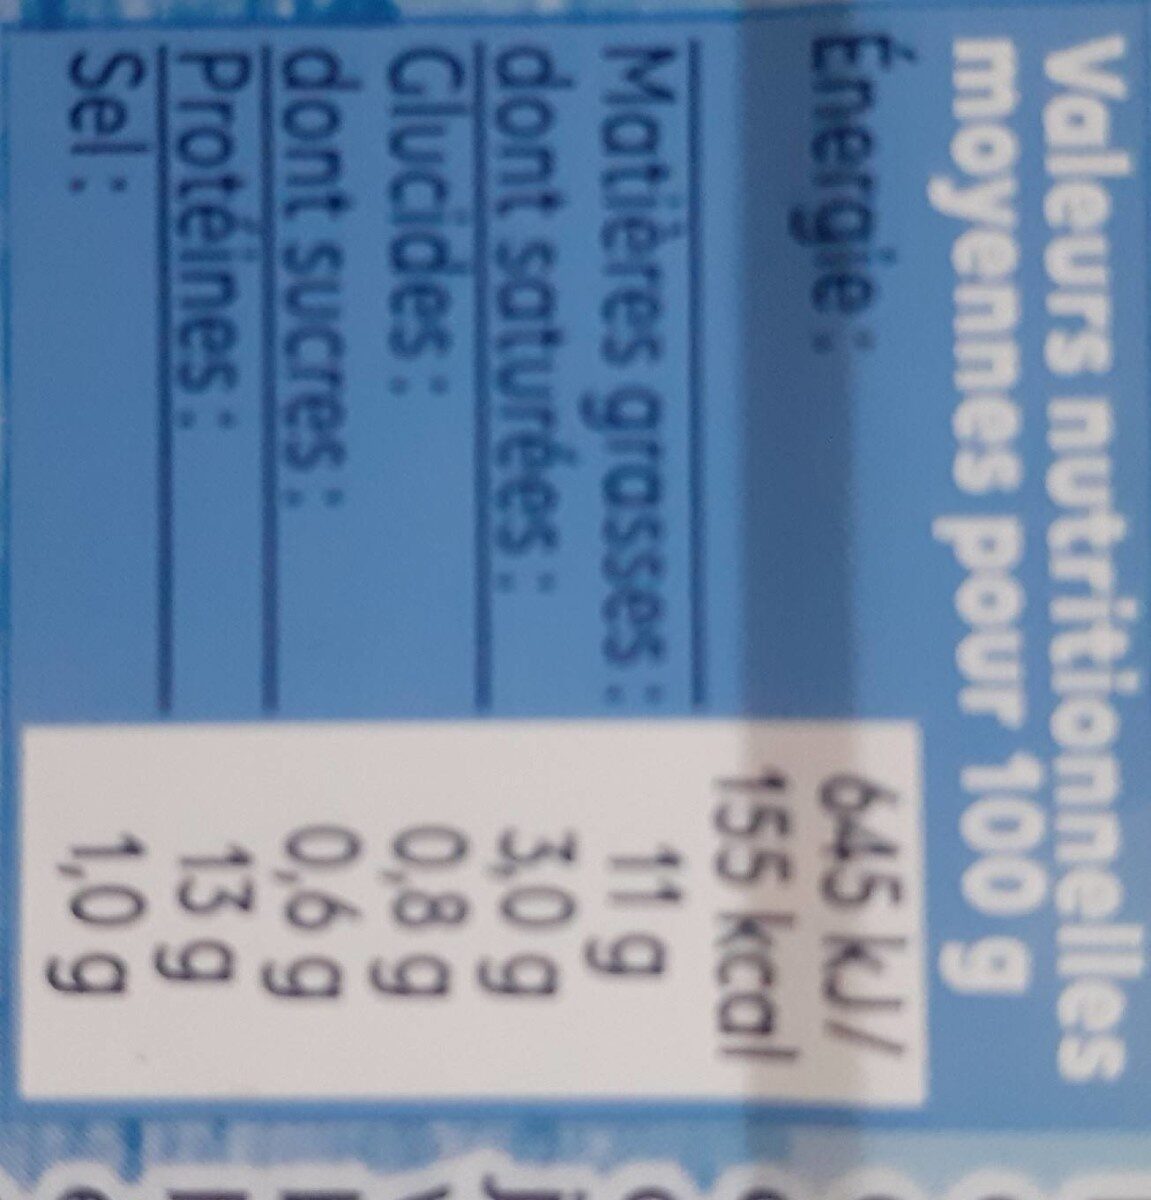 Valeurs nutritionnelles
moyennes pour 100 g
Énergie : 645 kJ/
155 kcal
Matières grasses : 11 g
dont saturées : 3,0 g
Glucides : 0,8 g
dont sucres : 0,6 g
Protéines : 13 g
Sel : 1,0 g